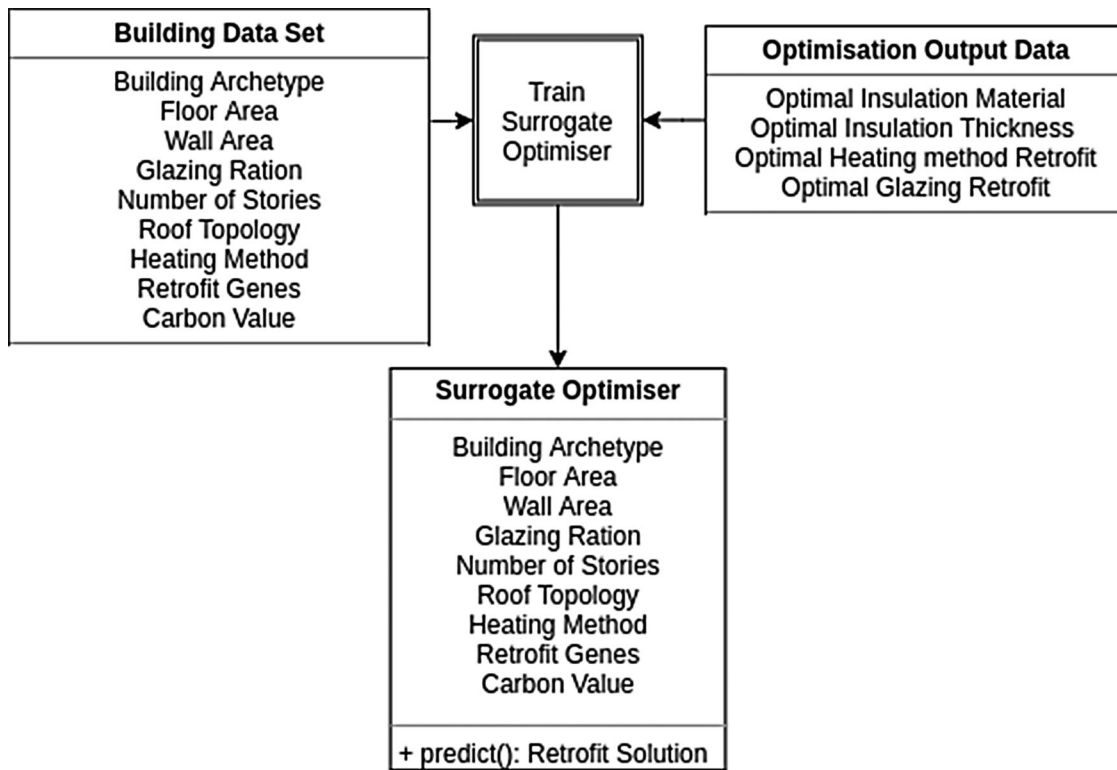 Building Data Set
Building Archetype
Floor Area
Wall Area
Glazing Ration
Number of Stories
Roof Topology
Heating Method
Retrofit Genes
Carbon Value
Train
Surrogate
Optimiser
Optimisation Output Data
Optimal Insulation Material
Optimal Insulation Thickness
Optimal Heating method Retrofit
Optimal Glazing Retrofit
Surrogate Optimiser
Building Archetype
Floor Area
Wall Area
Glazing Ration
Number of Stories
Roof Topology
Heating Method
Retrofit Genes
Carbon Value
+ predict(): Retrofit Solution